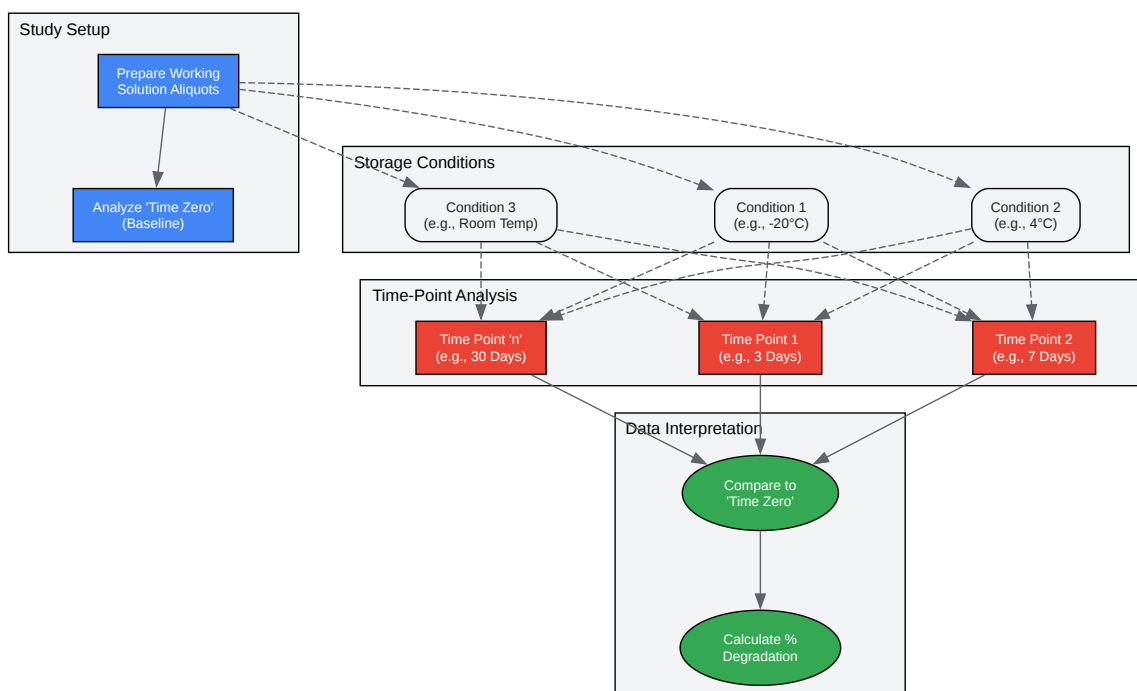 Study Setup
Prepare Working
Solution Aliquots
Analyze 'Time Zero'
(Baseline)
Storage Conditions
Condition 3
(e.g., Room Temp)
Condition 1
(e.g., -20°C)
Condition 2
(e.g., 4°C)
Time-Point Analysis
Time Point 'n'
(e.g., 30 Days)
Time Point 1
(e.g., 3 Days)
Time Point 2
(e.g., 7 Days)
Data Interpretation
Compare to
'Time Zero'
Calculate %
Degradation